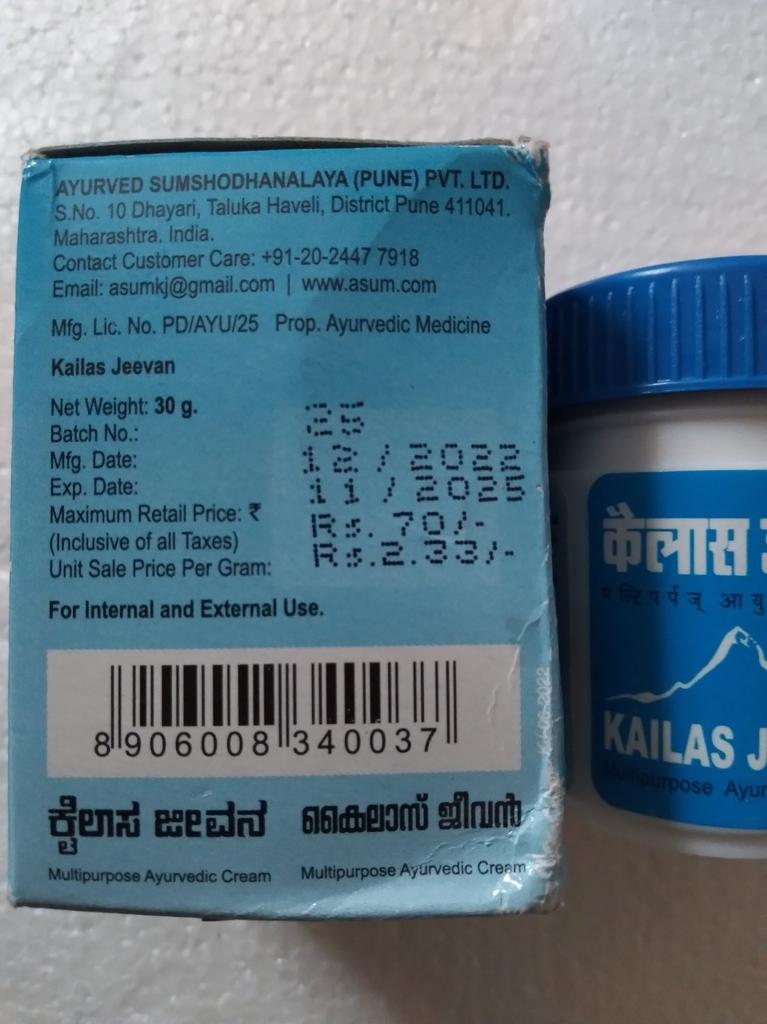 AYURVED SUMSHODHANALAYA (PUNE) PVT. LTD.
S.No. 10 Dhayari, Taluka Haveli, District Pune 411041.
Maharashtra. India.
Contact Customer Care: +91-20-2447 7918
Email: asumkj@gmail.com | www.asum.com
Mfg. Lic. No. PD/AYU/25 Prop. Ayurvedic Medicine
Kailas Jeevan
Net Weight: 30 g.
Batch No.: 25
Mfg. Date: 12/2022
Exp. Date: 11/2025
Maximum Retail Price: ₹ Rs. 70/-
(Inclusive of all Taxes)
Unit Sale Price Per Gram: Rs.2.33/-
For Internal and External Use.
8 906008 340037
ಕೈಲಾಸ ಜೀವನ
Multipurpose Ayurvedic Cream
കൈലാസ് ജീവൻ
Multipurpose Ayurvedic Cream
कैलास
KAILAS J
Multipurpose Ayur